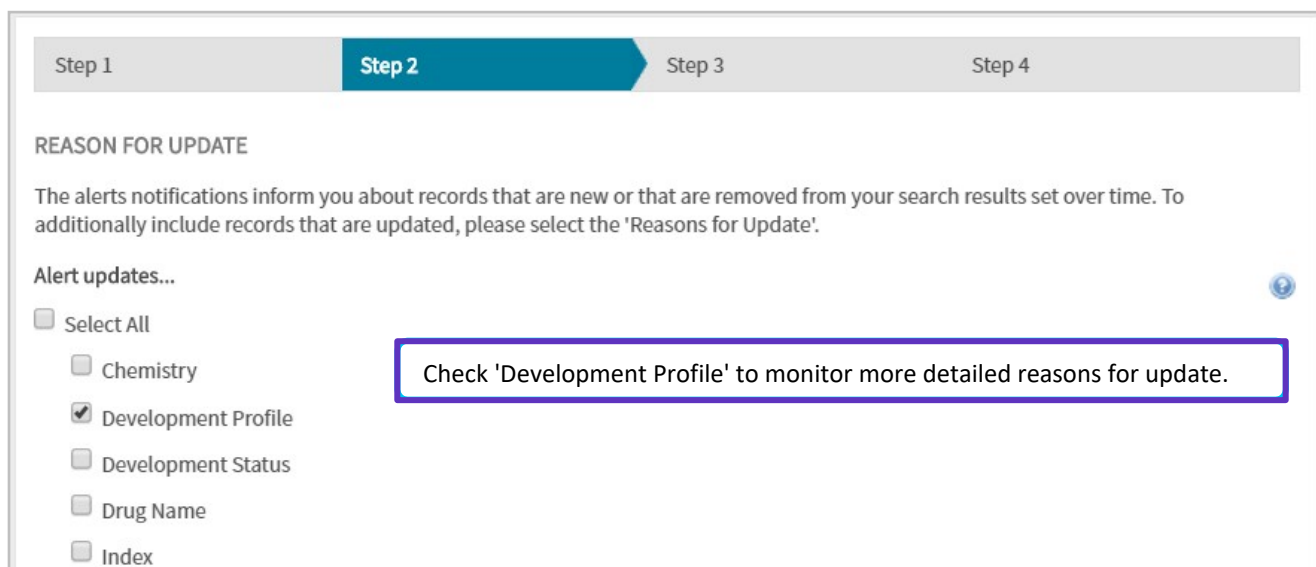 Step 1 Step 2 Step 3 Step 4
REASON FOR UPDATE
The alerts notifications inform you about records that are new or that are removed from your search results set over time. To
additionally include records that are updated, please select the 'Reasons for Update'.
Alert updates...
?
Select All
Chemistry
Check 'Development Profile' to monitor more detailed reasons for update.
Development Profile
Development Status
Drug Name
Index